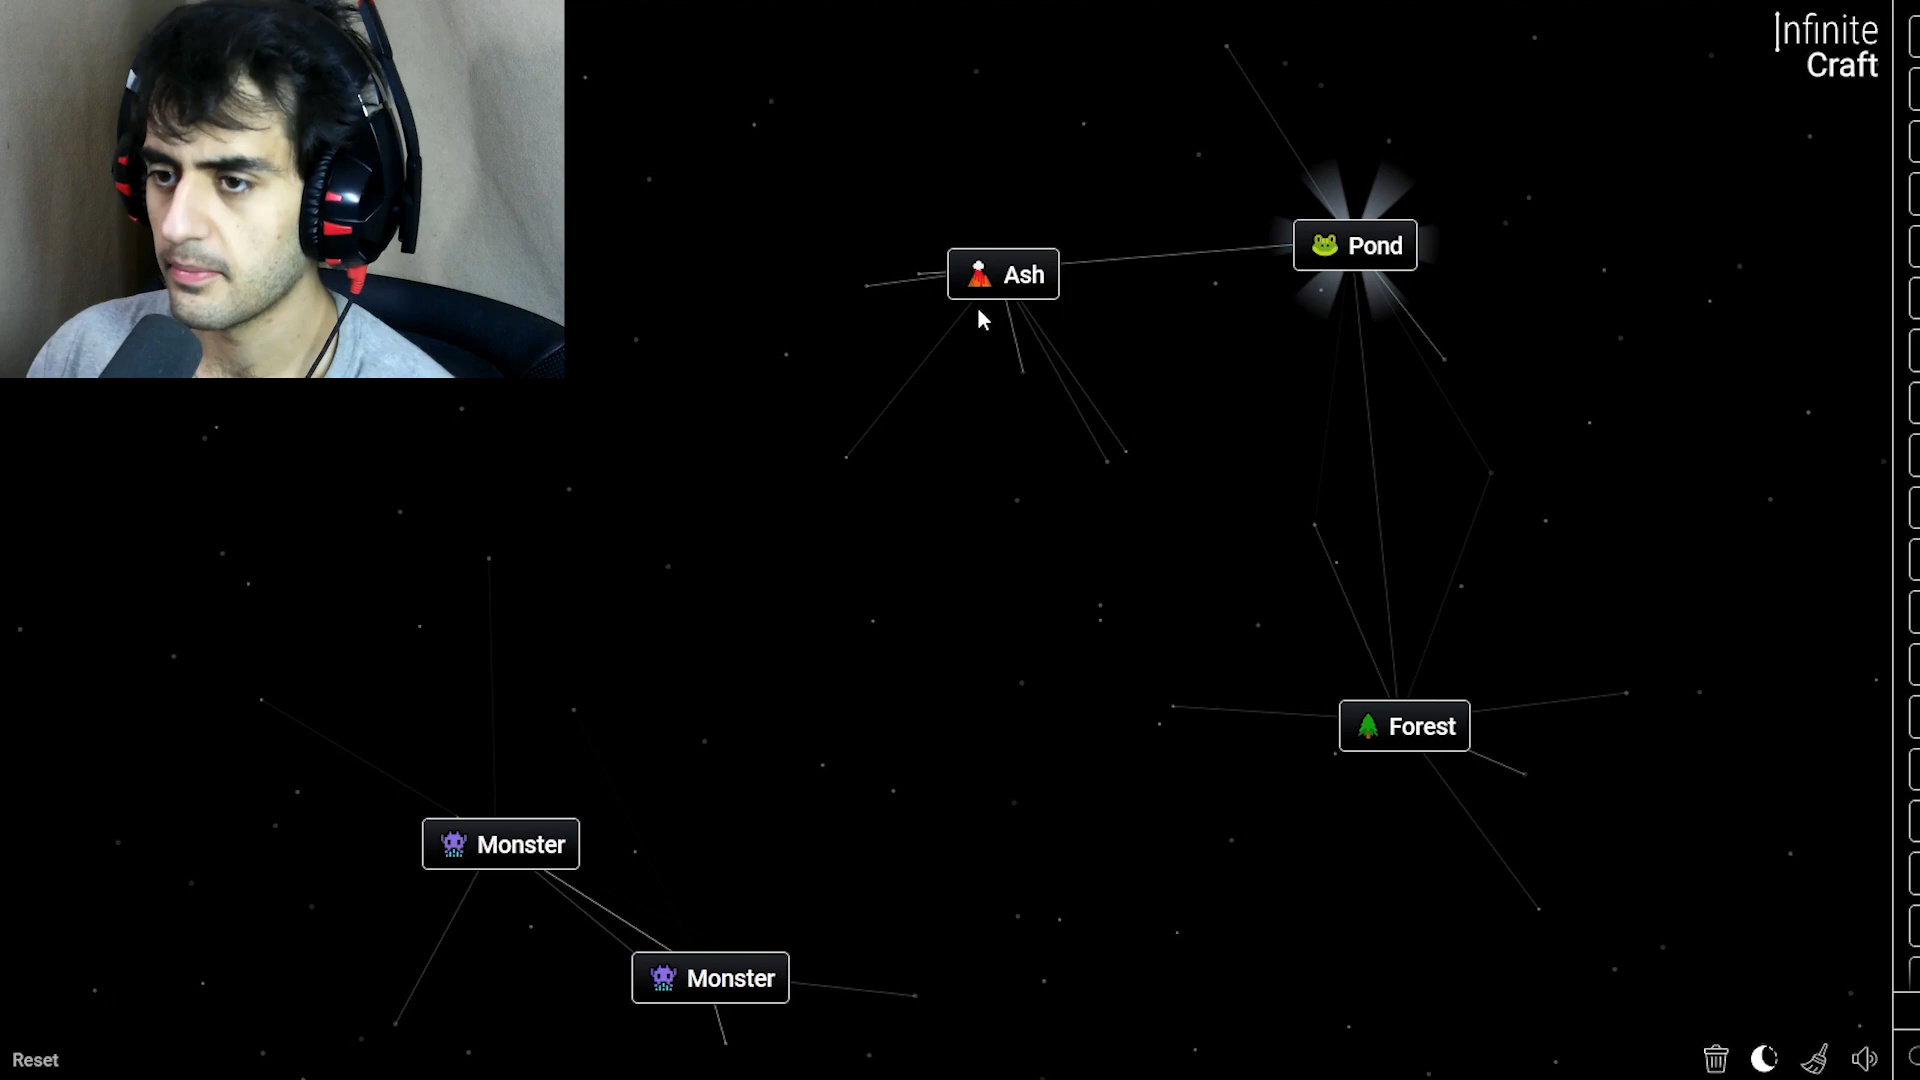 Infinite
Craft
Pond
Ash
Forest
Monster
Monster
Reset